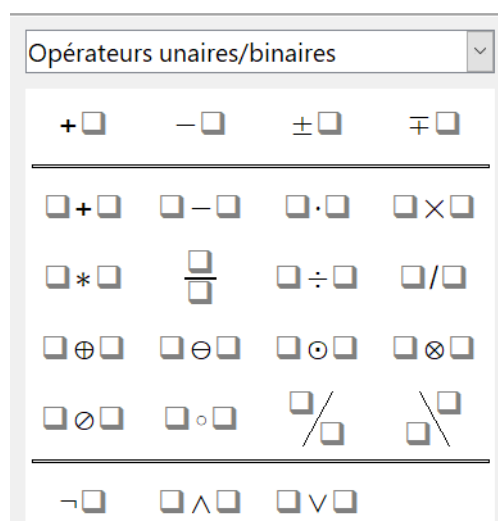 Opérateurs unaires/binaires
+□ −□ ±□ ∓□
□+□ □−□ □·□ □×□
□∗□ □/□ □÷□ □/□
□⊕□ □⊖□ □⊙□ □⊗□
□⊘□ □∘□ □∕□ □∖□
¬□ □∧□ □∨□